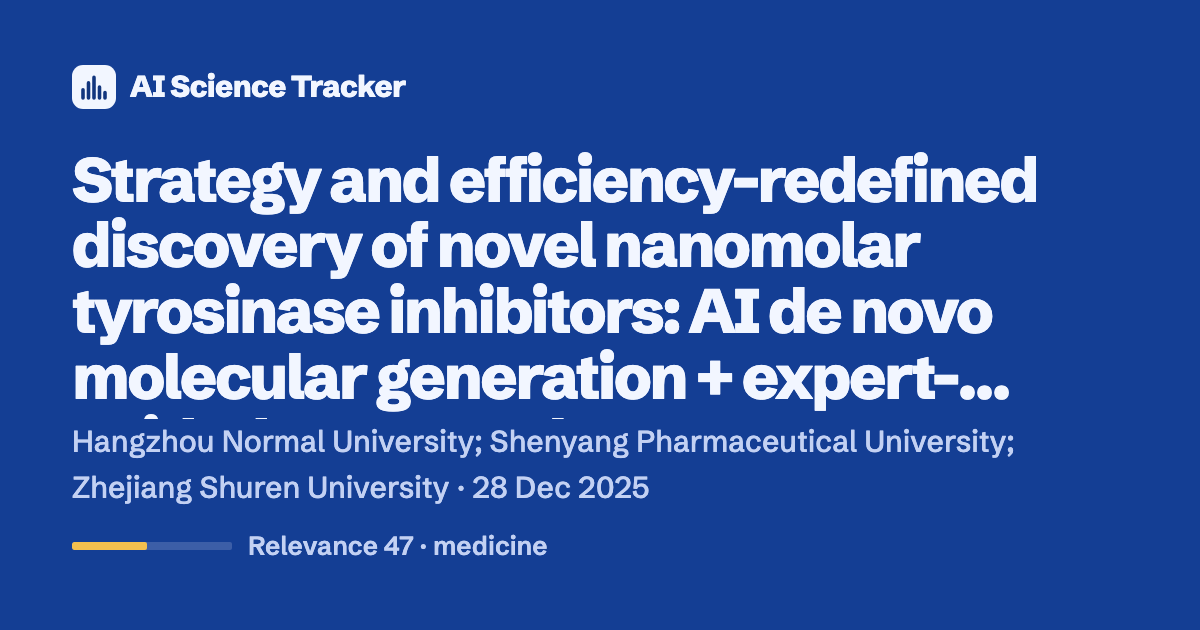 AI Science Tracker
Strategy and efficiency-redefined
discovery of novel nanomolar
tyrosinase inhibitors: AI de novo
molecular generation + expert-...
Hangzhou Normal University; Shenyang Pharmaceutical University;
Zhejiang Shuren University · 28 Dec 2025
Relevance 47 · medicine